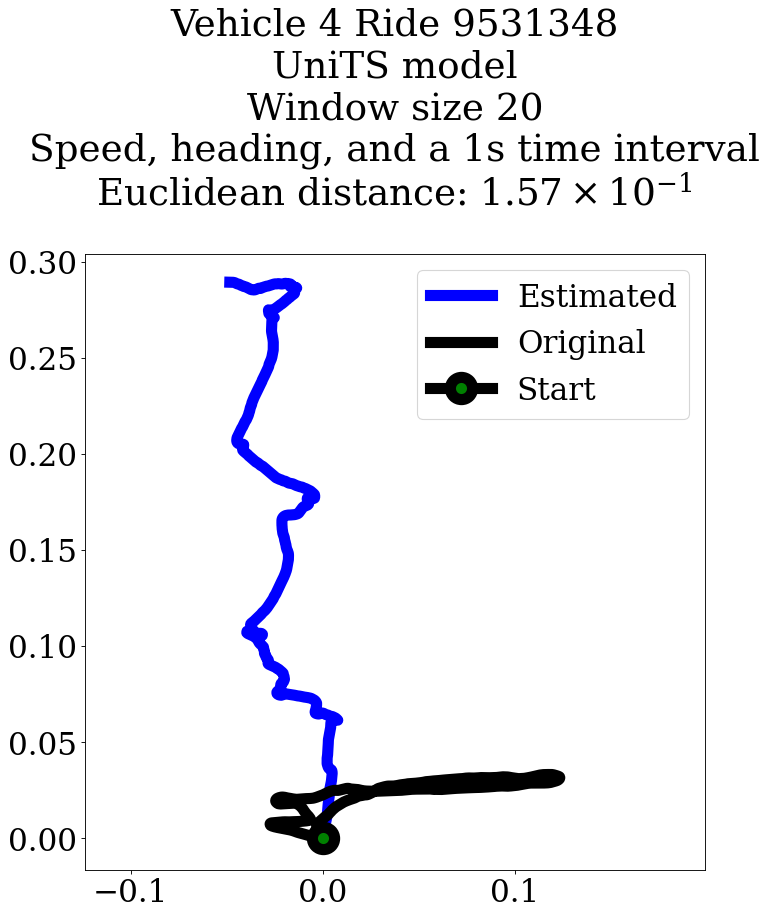 Vehicle 4 Ride 9531348
UniTS model
Window size 20
Speed, heading, and a 1s time interval
Euclidean distance: 1.57 × 10⁻¹
0.30
0.25
0.20
0.15
0.10
0.05
0.00
Estimated
Original
Start
−0.1
0.0
0.1